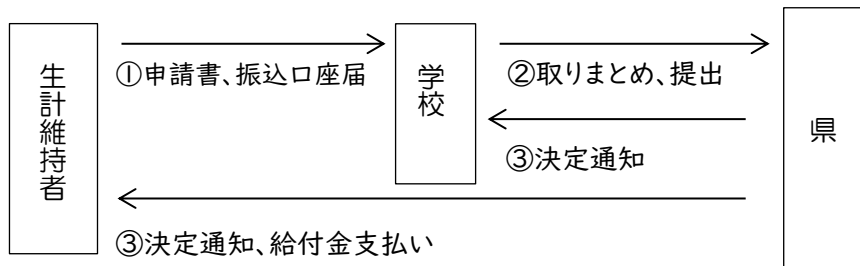 生計維持者
①申請書、振込口座届
学校
②取りまとめ、提出
③決定通知
県
③決定通知、給付金支払い